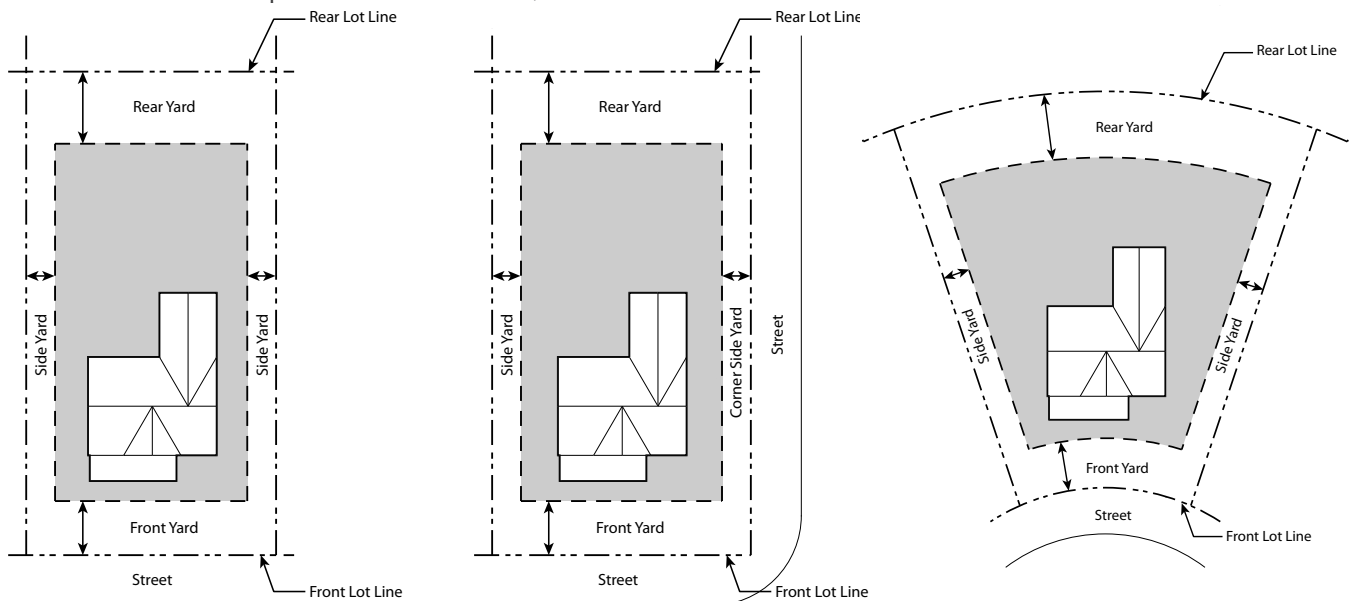 Rear Lot Line
Rear Yard
Side Yard
Side Yard
Front Yard
Street
Front Lot Line
Rear Lot Line
Rear Yard
Side Yard
Corner Side Yard
Street
Front Yard
Street
Front Lot Line
Rear Lot Line
Rear Yard
Side Yard
Side Yard
Front Yard
Street
Front Lot Line